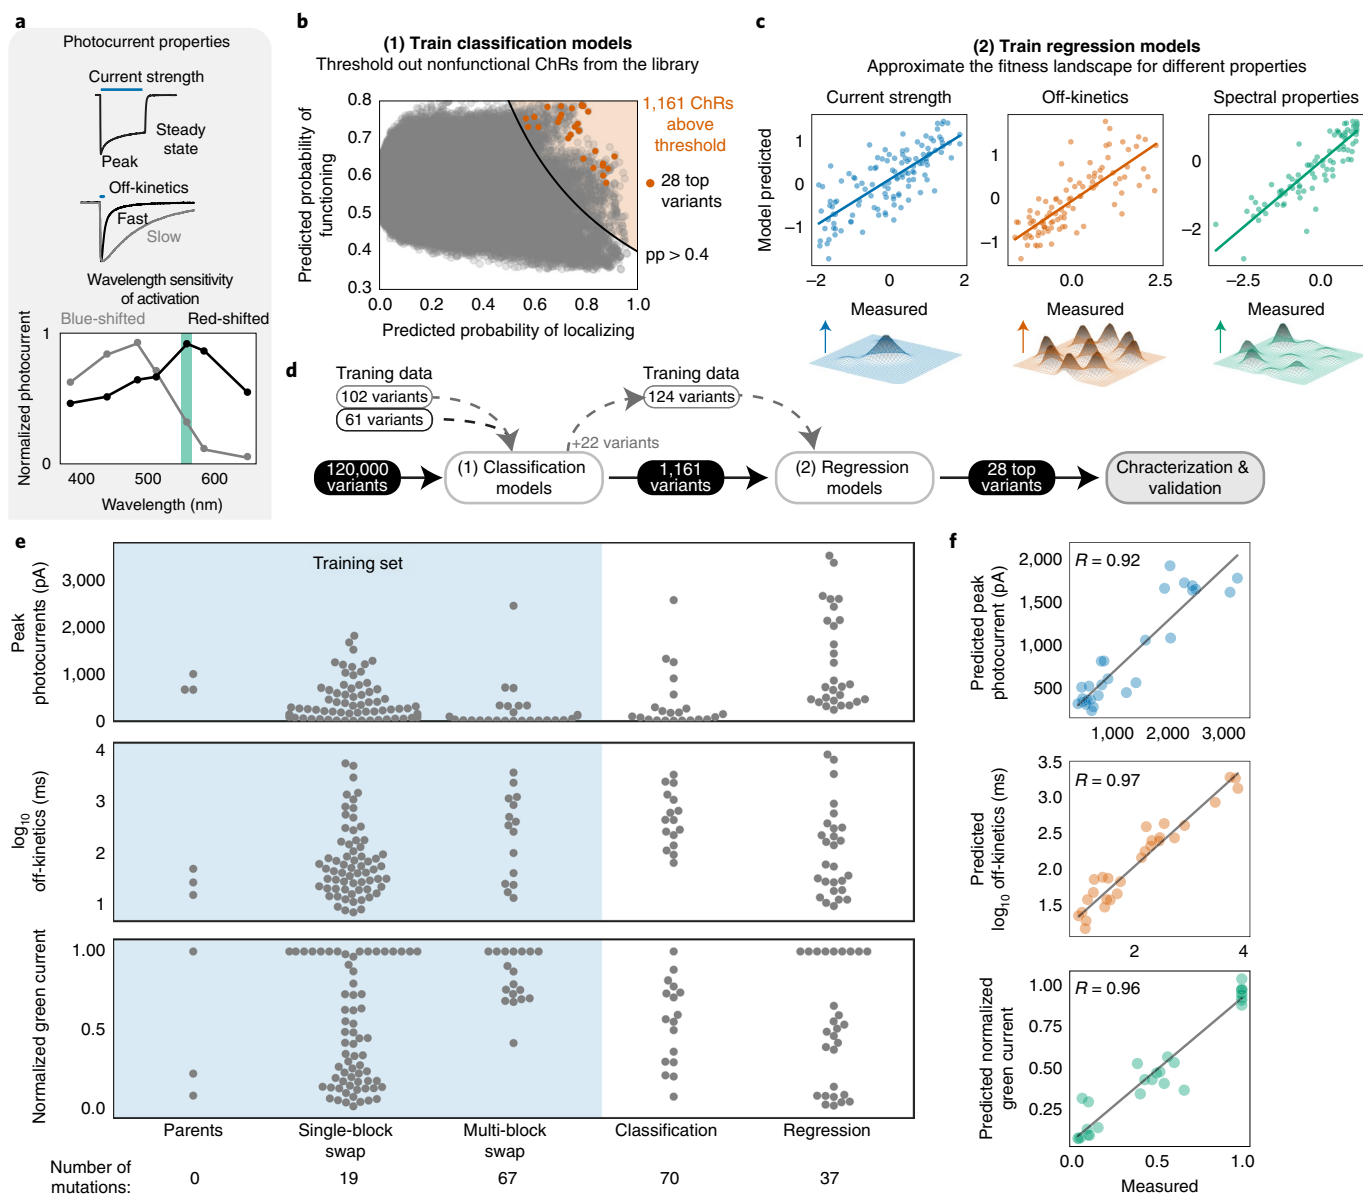 a
Photocurrent properties
Current strength
Steady
state
Peak
Off-kinetics
Fast
Slow
Wavelength sensitivity
of activation
Blue-shifted
Red-shifted
Normalized photocurrent
1
0
400
500
600
Wavelength (nm)
b
(1) Train classification models
Threshold out nonfunctional ChRs from the library
Predicted probability of
functioning
0.8
0.7
0.6
0.5
0.4
0.3
0.0
0.2
0.4
0.6
0.8
1.0
Predicted probability of localizing
1,161 ChRs
above
threshold
28 top
variants
pp > 0.4
c
(2) Train regression models
Approximate the fitness landscape for different properties
Current strength
Off-kinetics
Spectral properties
Model predicted
1
0
−1
−2
0
2
Measured
1
0
−1
0.0
2.5
Measured
0
−2
−2.5
0.0
Measured
d
Traning data
102 variants
61 variants
Traning data
124 variants
+22 variants
120,000
variants
(1) Classification
models
1,161
variants
(2) Regression
models
28 top
variants
Chracterization &
validation
e
Training set
Peak
photocurrents (pA)
3,000
2,000
1,000
0
log10
off-kinetics (ms)
4
3
2
1
Normalized green current
1.00
0.5
0.0
Parents
Single-block
swap
Multi-block
swap
Classification
Regression
Number of
mutations:
0
19
67
70
37
f
Predicted peak
photocurrent (pA)
2,000
1,500
1,000
500
R = 0.92
1,000
2,000
3,000
Predicted
log10 off-kinetics (ms)
3.5
3.0
2.5
2.0
1.5
R = 0.97
2
4
Predicted normalized
green current
1.00
0.75
0.50
0.25
R = 0.96
0.0
0.5
1.0
Measured